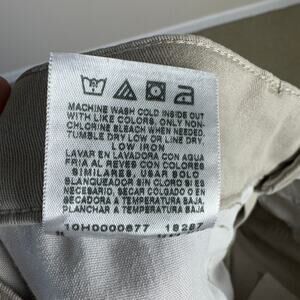 MACHINE WASH COLD INSIDE OUT
WITH LIKE COLORS, ONLY NON-
CHLORINE BLEACH WHEN NEEDED.
TUMBLE DRY LOW OR LINE DRY.
LOW IRON
LAVAR EN LAVADORA CON AGUA
FRIA AL REVES CON COLORES
SIMILARES, USAR SOLO
BLANQUEADOR SIN CLORO SI ES
NECESARIO, SECAR COLGADO O EN
SECADORA A TEMPERATURA BAJA,
PLANCHAR A TEMPERATURA BAJA.
10H0000677 18287